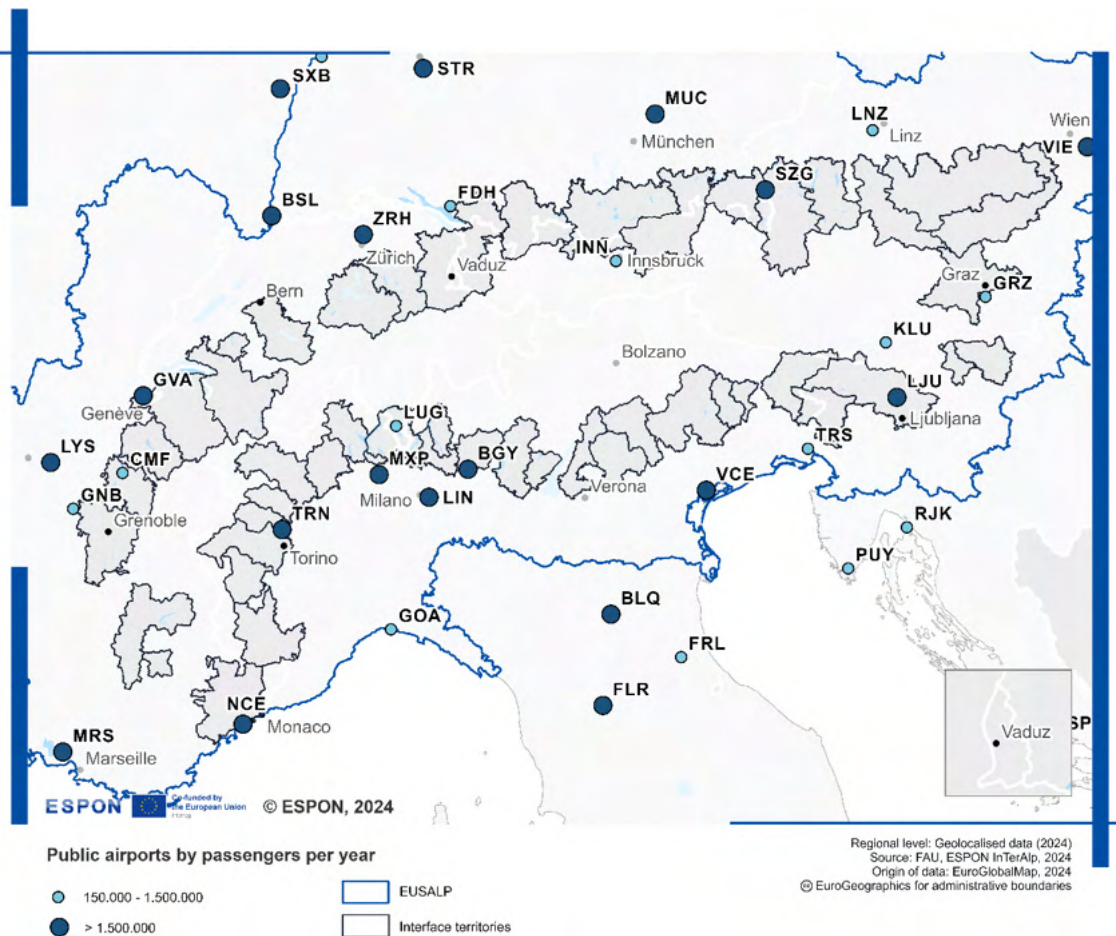 STR
SXB
MUC
LNZ
Linz
Wien
VIE
München
SZG
FDH
BSL
ZRH
Zürich
INN
Innsbruck
Vaduz
Graz
GRZ
Bern
KLU
Bolzano
GVA
Genève
LJU
Ljubljana
LUG
TRS
LYS
CMF
MXP
BGY
VCE
Milano
LIN
Verona
GNB
Grenoble
TRN
Torino
RJK
PUY
GOA
BLQ
FRL
FLR
NCE
Monaco
SP
Vaduz
MRS
Marseille
ESPON
Co-funded by
the European Union
© ESPON, 2024
Public airports by passengers per year
150.000 - 1.500.000
> 1.500.000
EUSALP
Interface territories
Regional level: Geolocalised data (2024)
Source: FAU, ESPON InTerAlp, 2024
Origin of data: EuroGlobalMap, 2024
© EuroGeographics for administrative boundaries